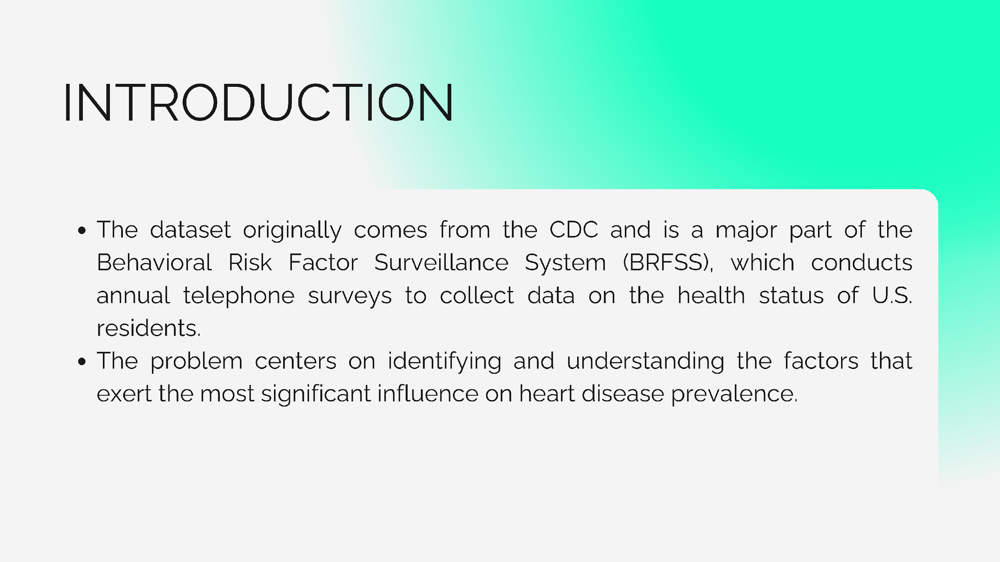 INTRODUCTION
• The dataset originally comes from the CDC and is a major part of the
Behavioral Risk Factor Surveillance System (BRFSS), which conducts
annual telephone surveys to collect data on the health status of U.S.
residents.
• The problem centers on identifying and understanding the factors that
exert the most significant influence on heart disease prevalence.